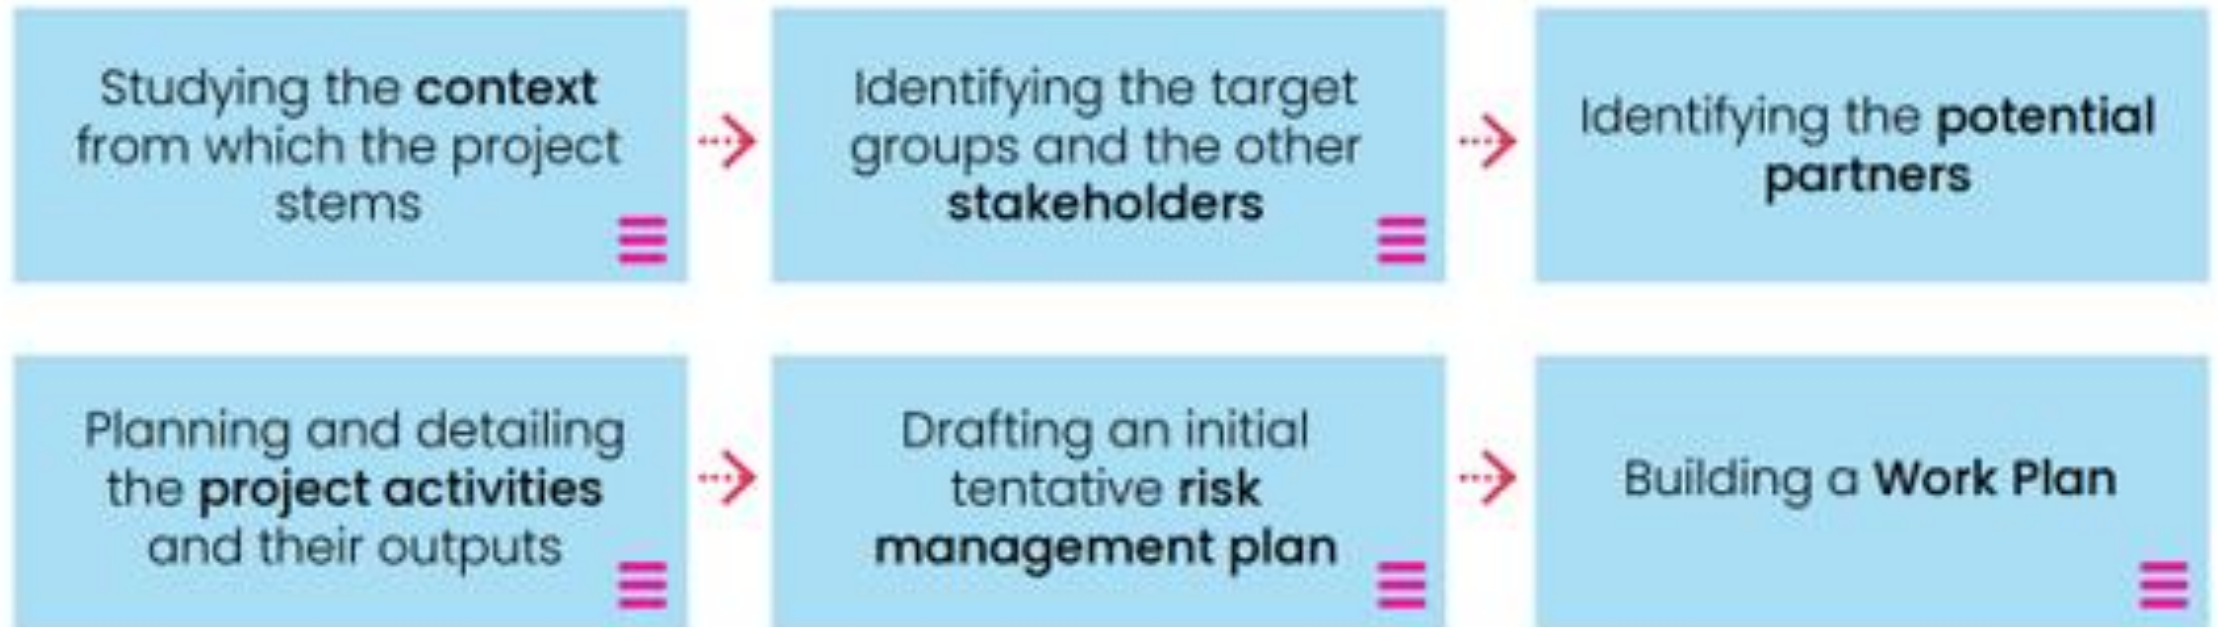 Studying the context
from which the project
stems
Identifying the target
groups and the other
stakeholders
Identifying the potential
partners
Planning and detailing
the project activities
and their outputs
Drafting an initial
tentative risk
management plan
Building a Work Plan